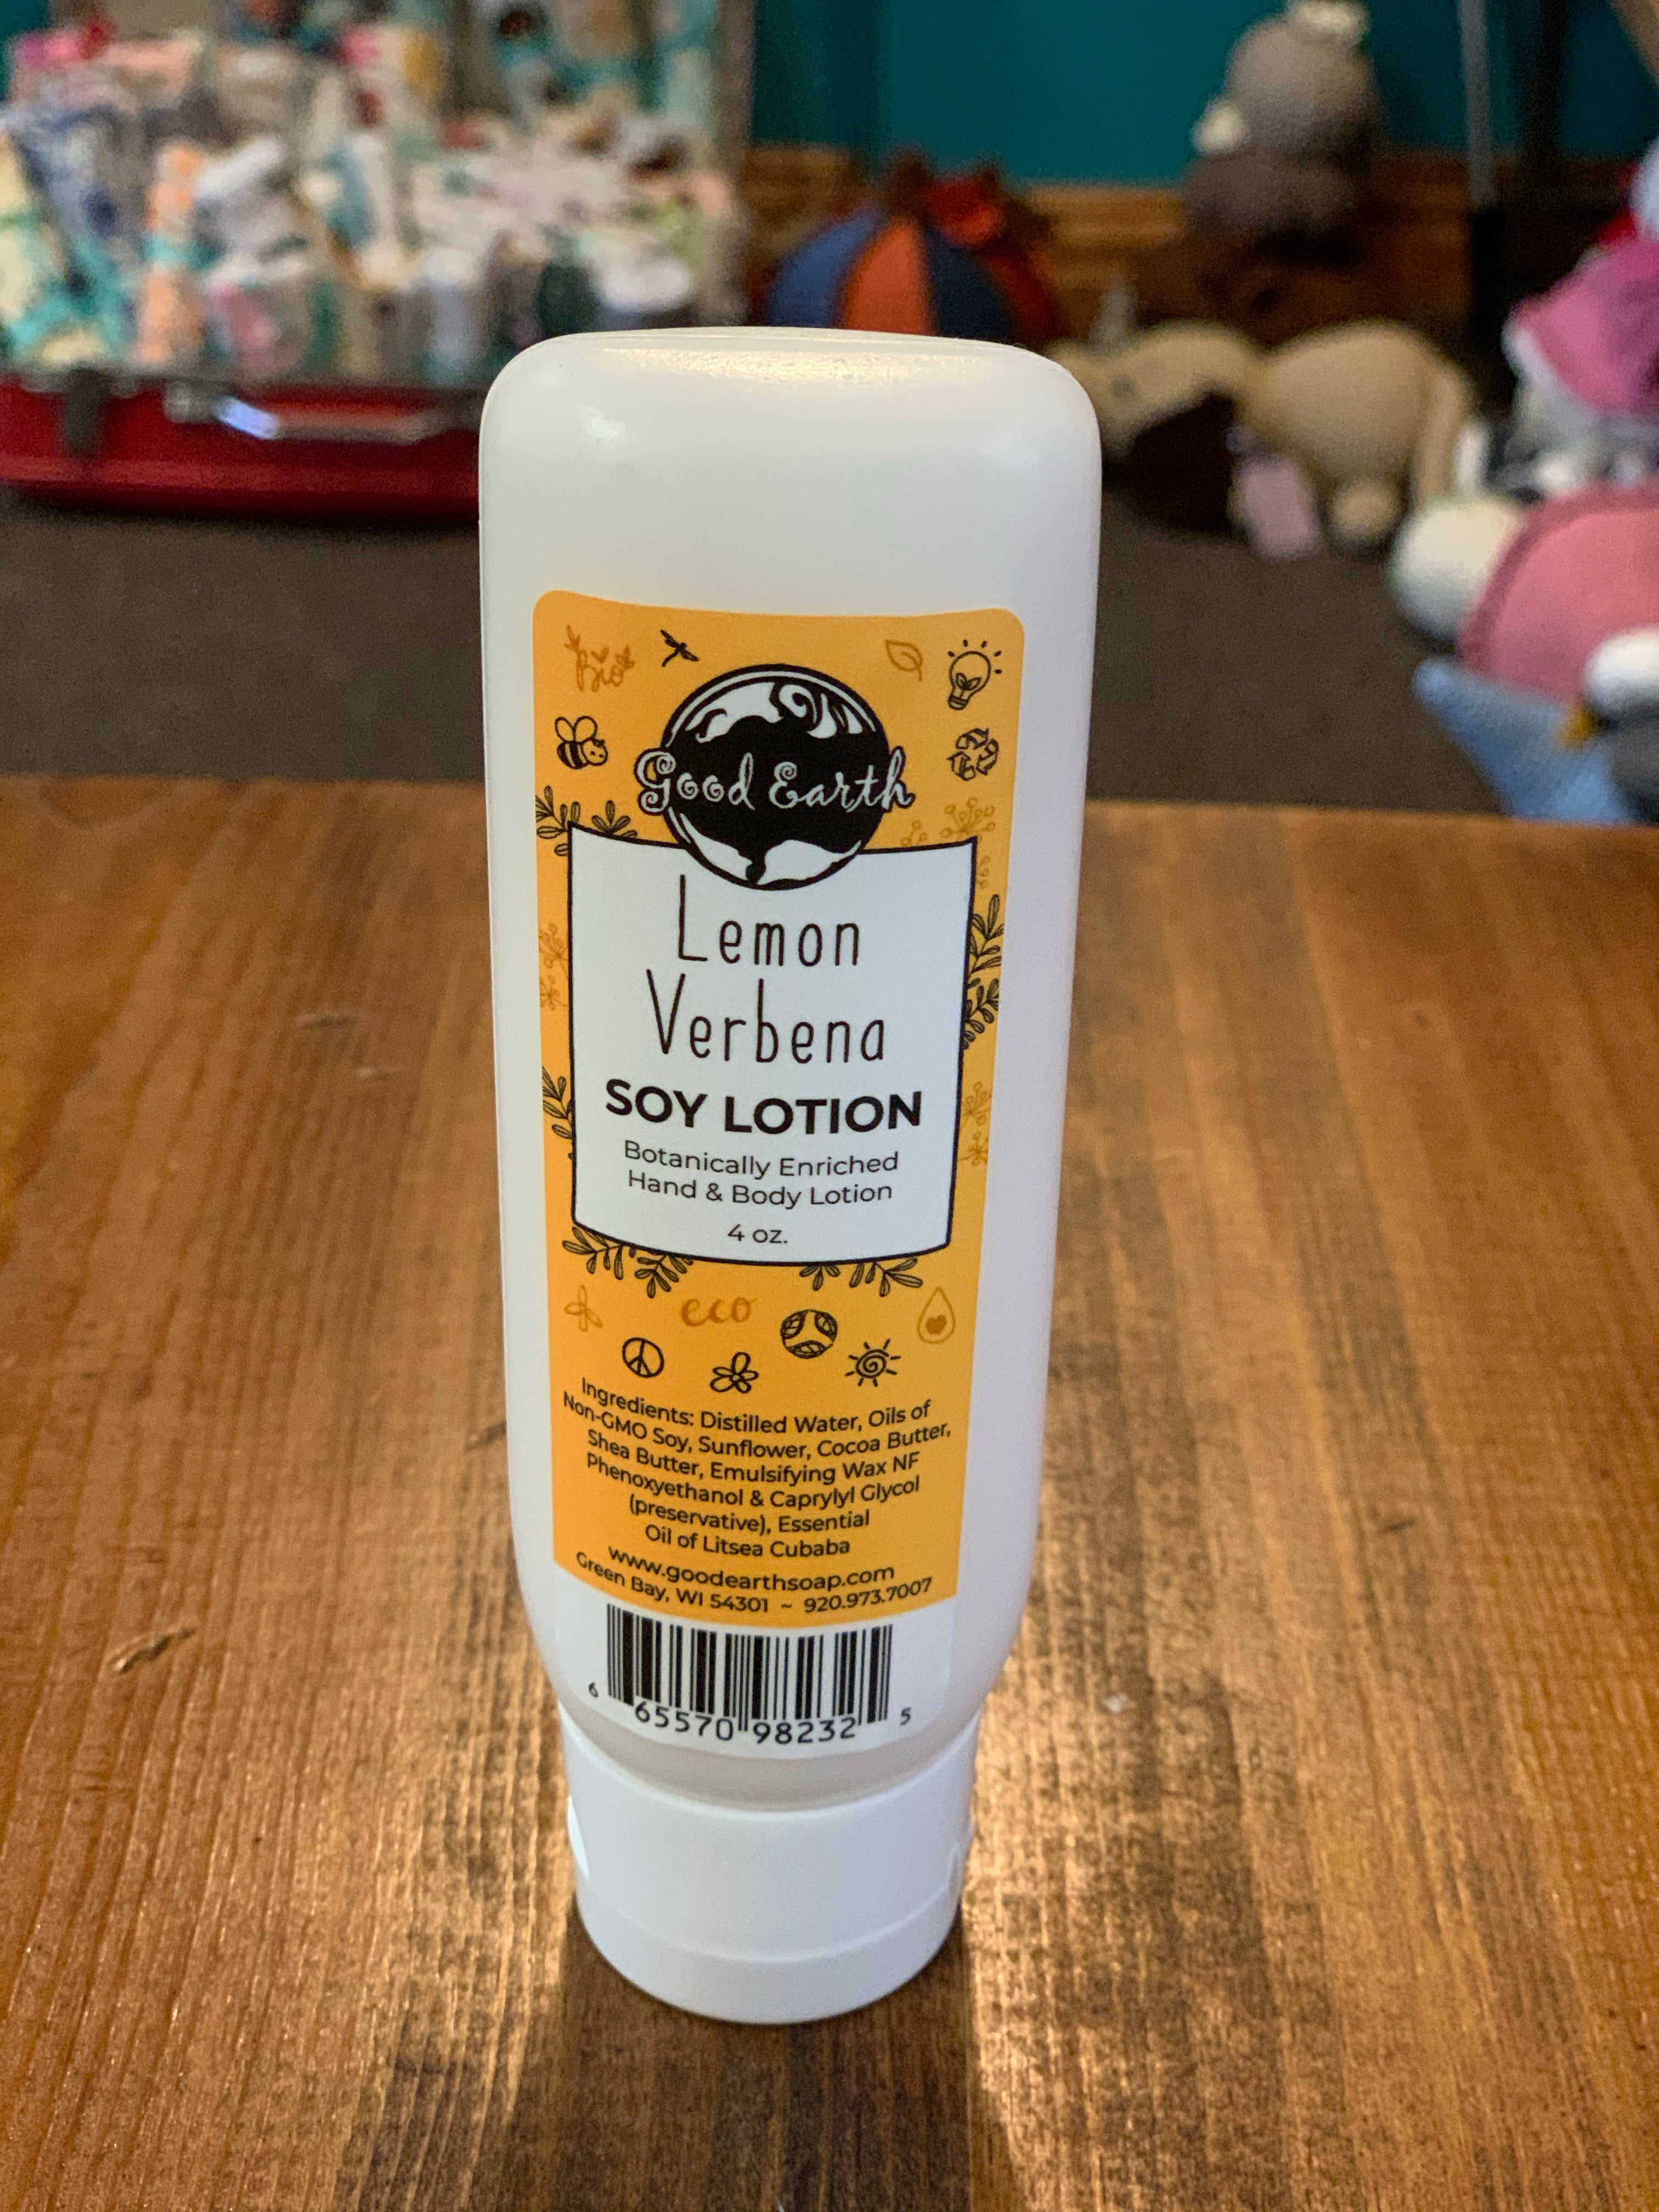 Bio
Good Earth
Lemon
Verbena
SOY LOTION
Botanically Enriched
Hand & Body Lotion
4 oz.
eco
Ingredients: Distilled Water, Oils of
Non-GMO Soy, Sunflower, Cocoa Butter,
Shea Butter, Emulsifying Wax NF
Phenoxyethanol & Caprylyl Glycol
(preservative), Essential
Oil of Litsea Cubaba
www.goodearthsoap.com
Green Bay, WI 54301 ~ 920.973.7007
6 65570 98232 5